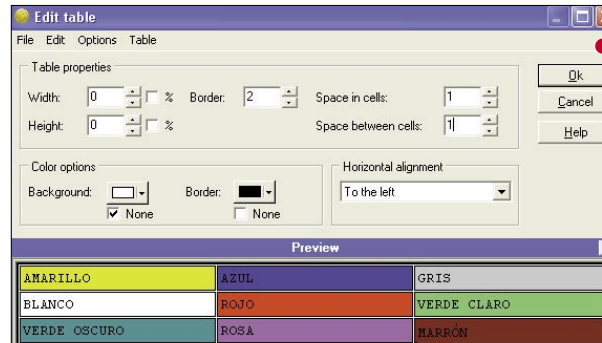 Edit table
File Edit Options Table
Table properties
Width: 0 % Border: 2 Space in cells: 1
Height: 0 % Space between cells: 1
Ok
Cancel
Help
Color options
Background: Border:
None None
Horizontal alignment
To the left
Preview
AMARILLO AZUL GRIS
BLANCO ROJO VERDE CLARO
VERDE OSCURO ROSA MARRÓN